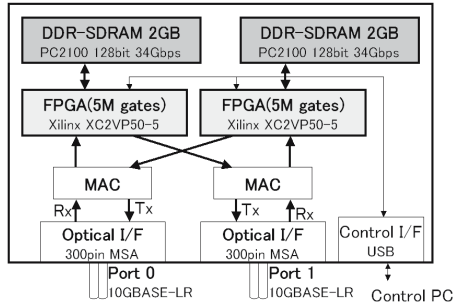 DDR-SDRAM 2GB
PC2100 128bit 34Gbps
DDR-SDRAM 2GB
PC2100 128bit 34Gbps
FPGA(5M gates)
Xilinx XC2VP50-5
FPGA(5M gates)
Xilinx XC2VP50-5
MAC
MAC
Rx
Tx
Tx
Rx
Optical I/F
300pin MSA
Optical I/F
300pin MSA
Control I/F
USB
Port 0
10GBASE-LR
Port 1
10GBASE-LR
Control PC